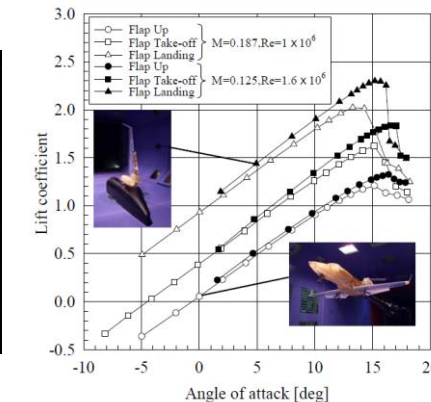 3.0
2.5
2.0
1.5
1.0
0.5
0.0
-0.5
Lift coefficient
Flap Up
Flap Take-off
Flap Landing
M=0.187,Re=1 x 10⁶
Flap Up
Flap Take-off
Flap Landing
M=0.125,Re=1.6 x 10⁶
-10 -5 0 5 10 15 2
Angle of attack [deg]